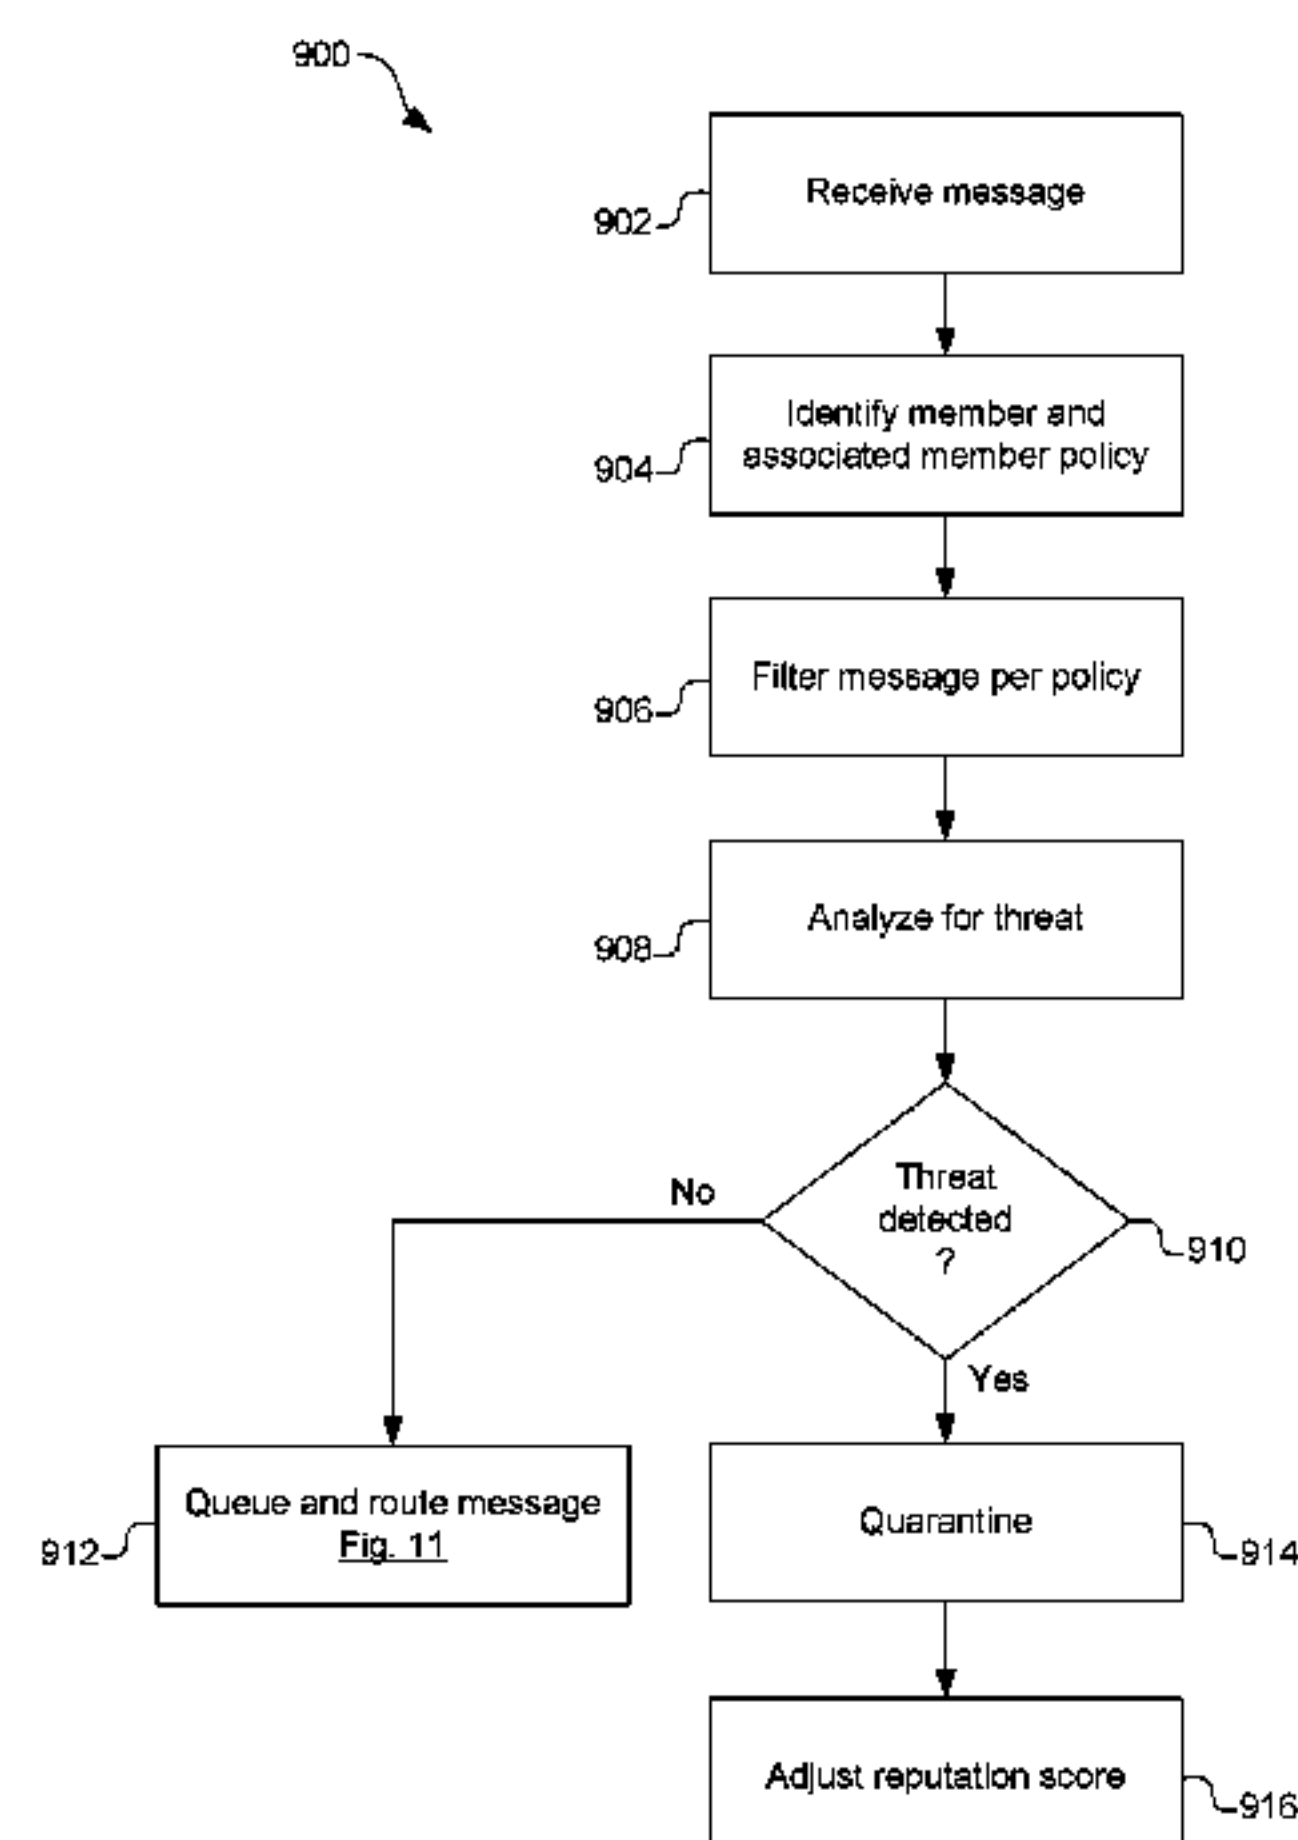 900
Receive message
902
Identify member and
associated member policy
904
Filter message per policy
906
Analyze for threat
908
Threat
detected
?
No
910
Yes
Queue and route message
Fig. 11
912
Quarantine
914
Adjust reputation score
916